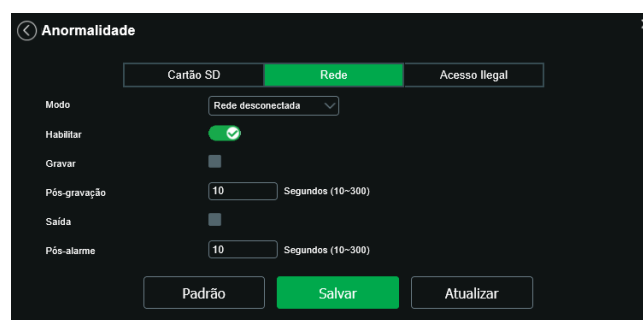 Anormalidade
Cartão SD Rede Acesso Ilegal
Modo Rede desconectada
Habilitar
Gravar
Pós-gravação 10 Segundos (10~300)
Saída
Pós-alarme 10 Segundos (10~300)
Padrão Salvar Atualizar